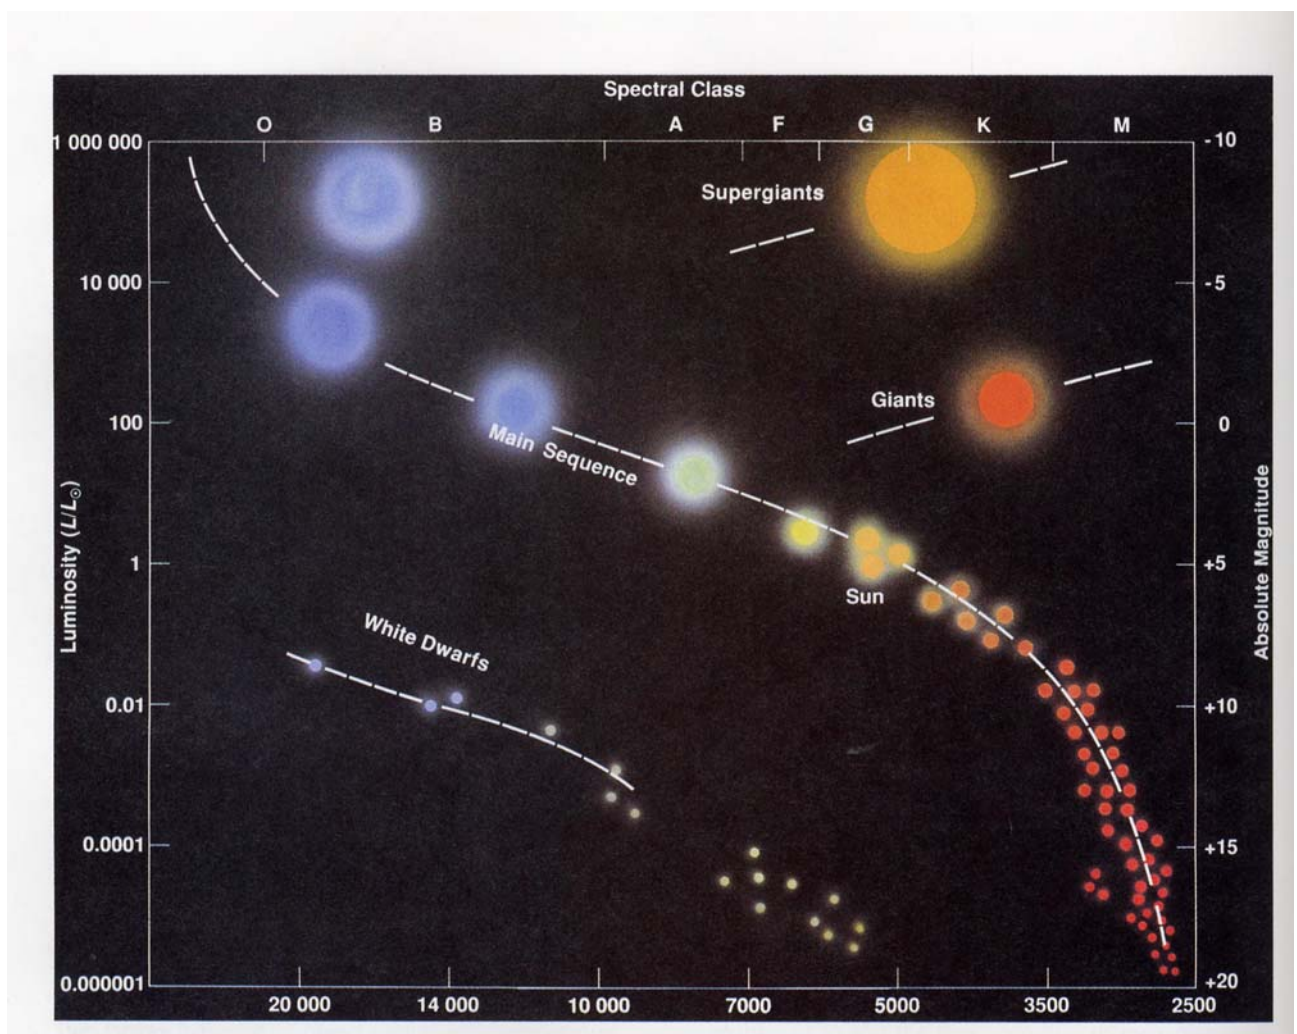 Spectral Class
O B A F G K M
1 000 000
10 000
100
1
0.01
0.0001
0.000001
Luminosity (L/L☉)
-10
-5
0
+5
+10
+15
+20
Absolute Magnitude
Supergiants
Giants
Main Sequence
Sun
White Dwarfs
20 000 14 000 10 000 7000 5000 3500 2500